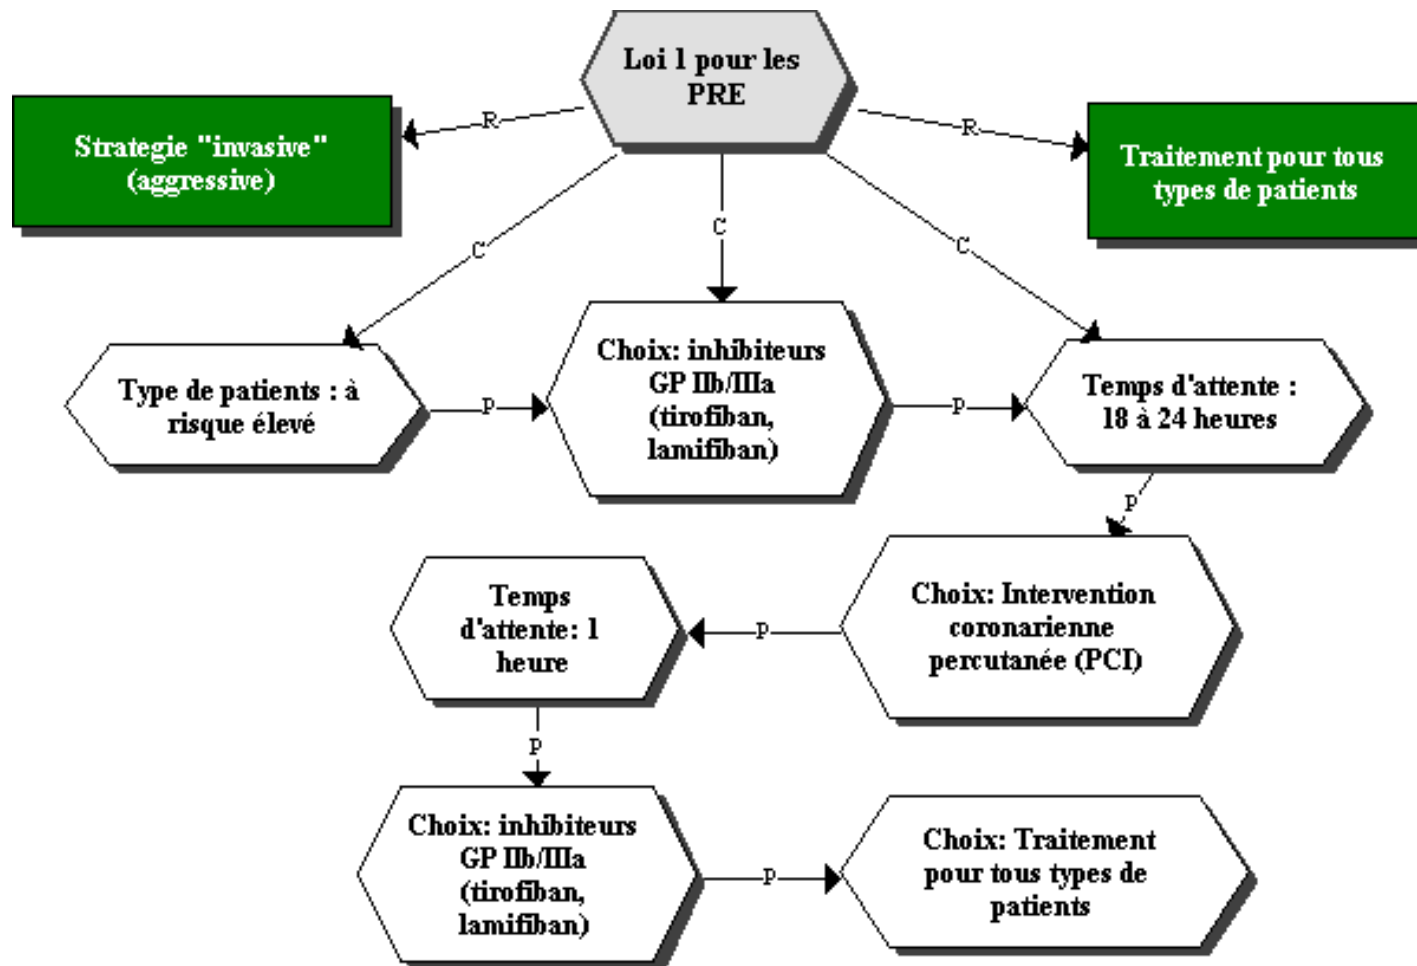 Loi 1 pour les
PRE
R
R
Strategie "invasive"
(aggressive)
Traitement pour tous
types de patients
C
C
C
Type de patients : à
risque élevé
P
Choix: inhibiteurs
GP IIb/IIIa
(tirofiban,
lamifiban)
P
Temps d'attente :
18 à 24 heures
P
Choix: Intervention
coronarienne
percutanée (PCI)
P
Temps
d'attente: 1
heure
P
Choix: inhibiteurs
GP IIb/IIIa
(tirofiban,
lamifiban)
P
Choix: Traitement
pour tous types de
patients